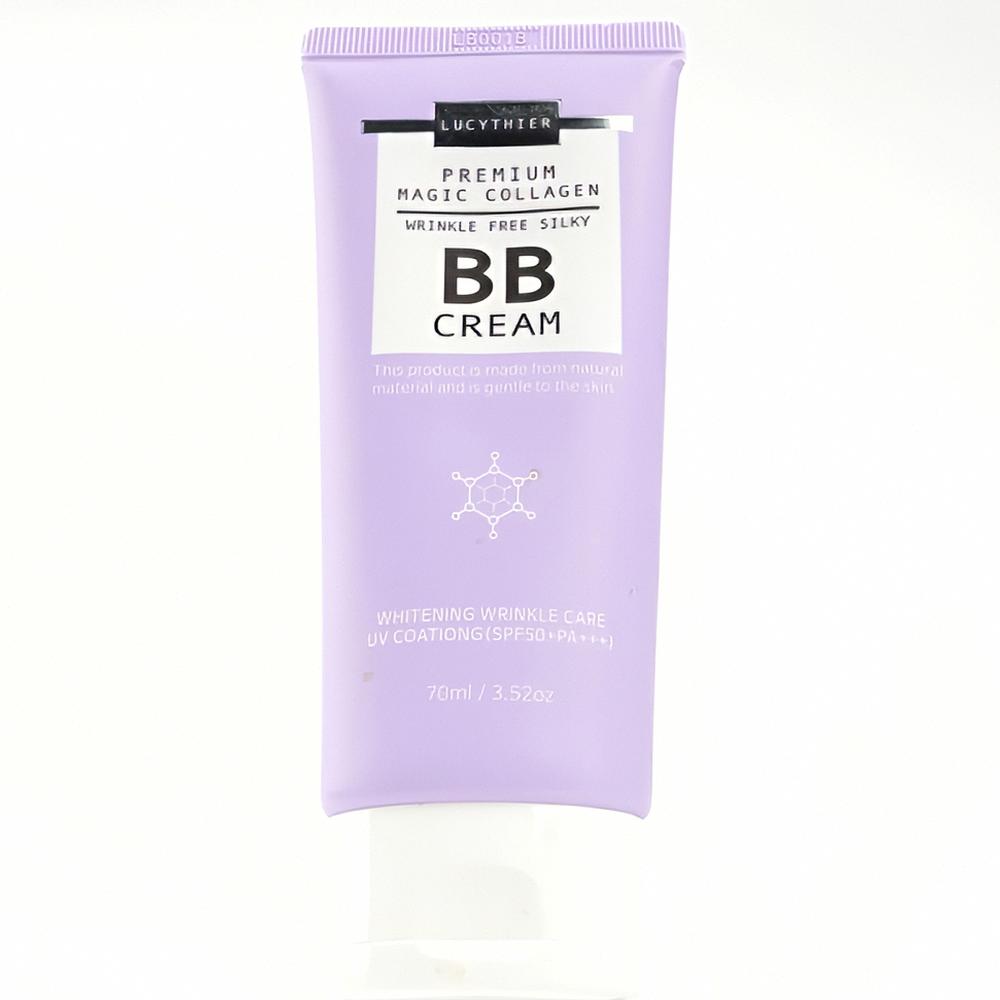 LUCYTHIER
PREMIUM
MAGIC COLLAGEN
WRINKLE FREE SILKY
BB
CREAM
This product is made from natural
material and is gentle to the skin.
WHITENING WRINKLE CARE
UV COATIONG(SPF50+PA+++)
70ml / 3.52oz